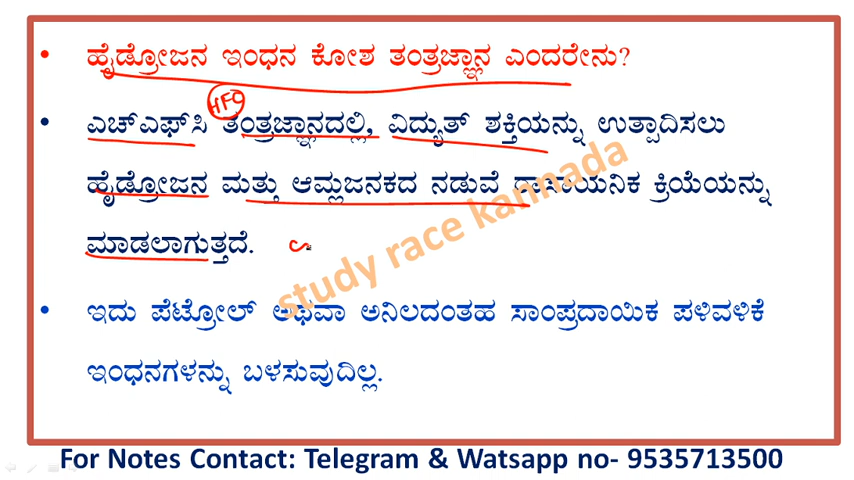 • ಹೈಡ್ರೋಜನ ಇಂಧನ ಕೋಶ ತಂತ್ರಜ್ಞಾನ ಎಂದರೇನು?
HFC
• ಎಚ್‌ಎಫ್‌ಸಿ ತಂತ್ರಜ್ಞಾನದಲ್ಲಿ, ವಿದ್ಯುತ್ ಶಕ್ತಿಯನ್ನು ಉತ್ಪಾದಿಸಲು
ಹೈಡ್ರೋಜನ ಮತ್ತು ಆಮ್ಲಜನಕದ ನಡುವೆ ರಾಸಾಯನಿಕ ಕ್ರಿಯೆಯನ್ನು
ಮಾಡಲಾಗುತ್ತದೆ.
study race kannada
• ಇದು ಪೆಟ್ರೋಲ್ ಅಥವಾ ಅನಿಲದಂತಹ ಸಾಂಪ್ರದಾಯಿಕ ಪಳಿವಳಿಕೆ
ಇಂಧನಗಳನ್ನು ಬಳಸುವುದಿಲ್ಲ.
For Notes Contact: Telegram & Watsapp no- 9535713500